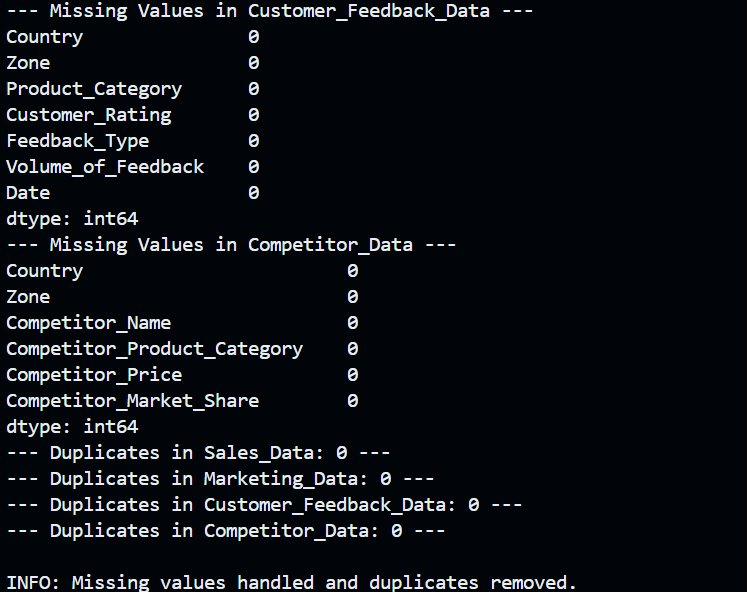 --- Missing Values in Customer_Feedback_Data ---
Country 0
Zone 0
Product_Category 0
Customer_Rating 0
Feedback_Type 0
Volume_of_Feedback 0
Date 0
dtype: int64
--- Missing Values in Competitor_Data ---
Country 0
Zone 0
Competitor_Name 0
Competitor_Product_Category 0
Competitor_Price 0
Competitor_Market_Share 0
dtype: int64
--- Duplicates in Sales_Data: 0 ---
--- Duplicates in Marketing_Data: 0 ---
--- Duplicates in Customer_Feedback_Data: 0 ---
--- Duplicates in Competitor_Data: 0 ---
INFO: Missing values handled and duplicates removed.